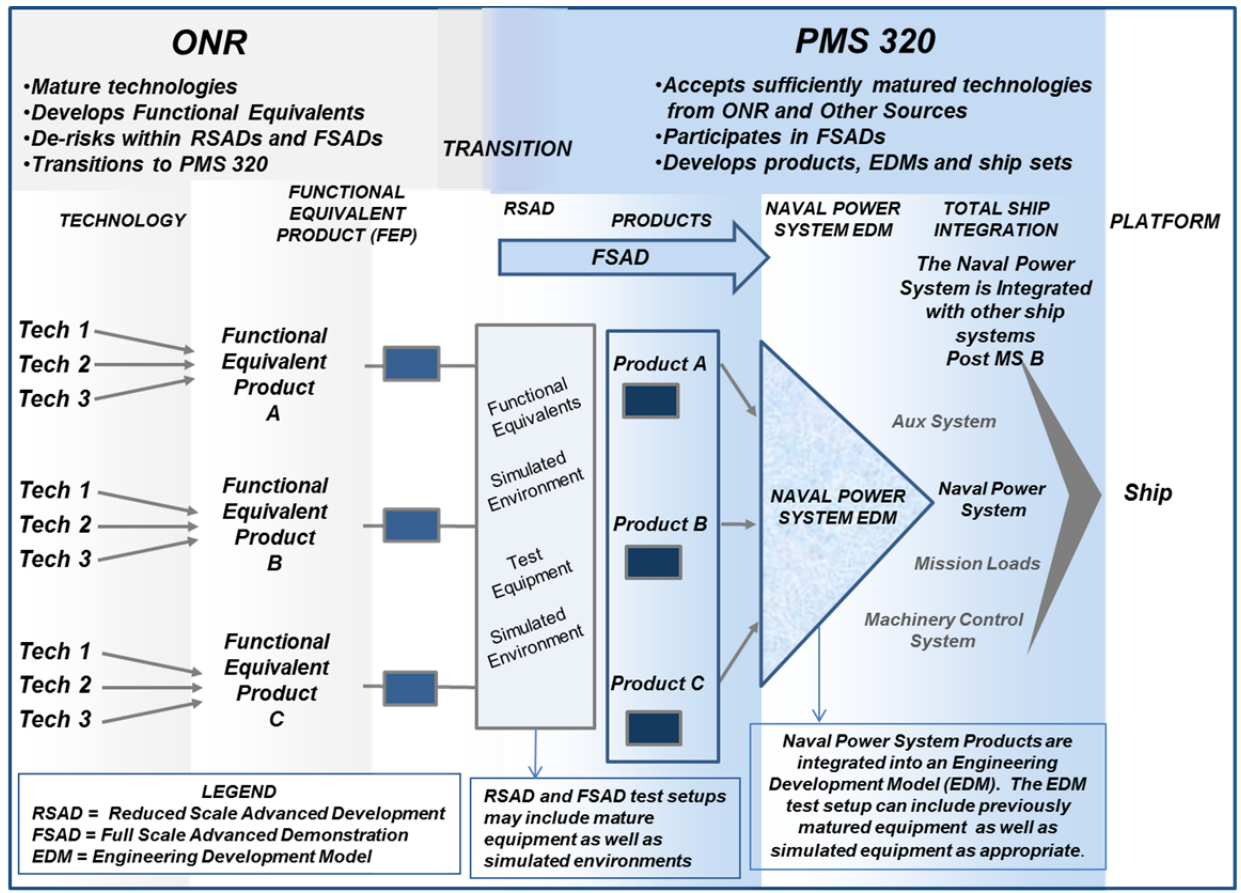 ONR
•Mature technologies
•Develops Functional Equivalents
•De-risks within RSADs and FSADs
•Transitions to PMS 320
TRANSITION
PMS 320
•Accepts sufficiently matured technologies
from ONR and Other Sources
•Participates in FSADs
•Develops products, EDMs and ship sets
TECHNOLOGY
FUNCTIONAL
EQUIVALENT
PRODUCT (FEP)
RSAD
PRODUCTS
NAVAL POWER
SYSTEM EDM
TOTAL SHIP
INTEGRATION
PLATFORM
FSAD
The Naval Power
System is Integrated
with other ship
systems
Post MS B
Tech 1
Tech 2
Tech 3
Functional
Equivalent
Product
A
Tech 1
Tech 2
Tech 3
Functional
Equivalent
Product
B
Tech 1
Tech 2
Tech 3
Functional
Equivalent
Product
C
Functional
Equivalents
Simulated
Environment
Test
Equipment
Simulated
Environment
Product A
Product B
Product C
NAVAL POWER
SYSTEM EDM
Aux System
Naval Power
System
Mission Loads
Machinery Control
System
Ship
LEGEND
RSAD = Reduced Scale Advanced Development
FSAD = Full Scale Advanced Demonstration
EDM = Engineering Development Model
RSAD and FSAD test setups
may include mature
equipment as well as
simulated environments
Naval Power System Products are
integrated into an Engineering
Development Model (EDM). The EDM
test setup can include previously
matured equipment as well as
simulated equipment as appropriate.